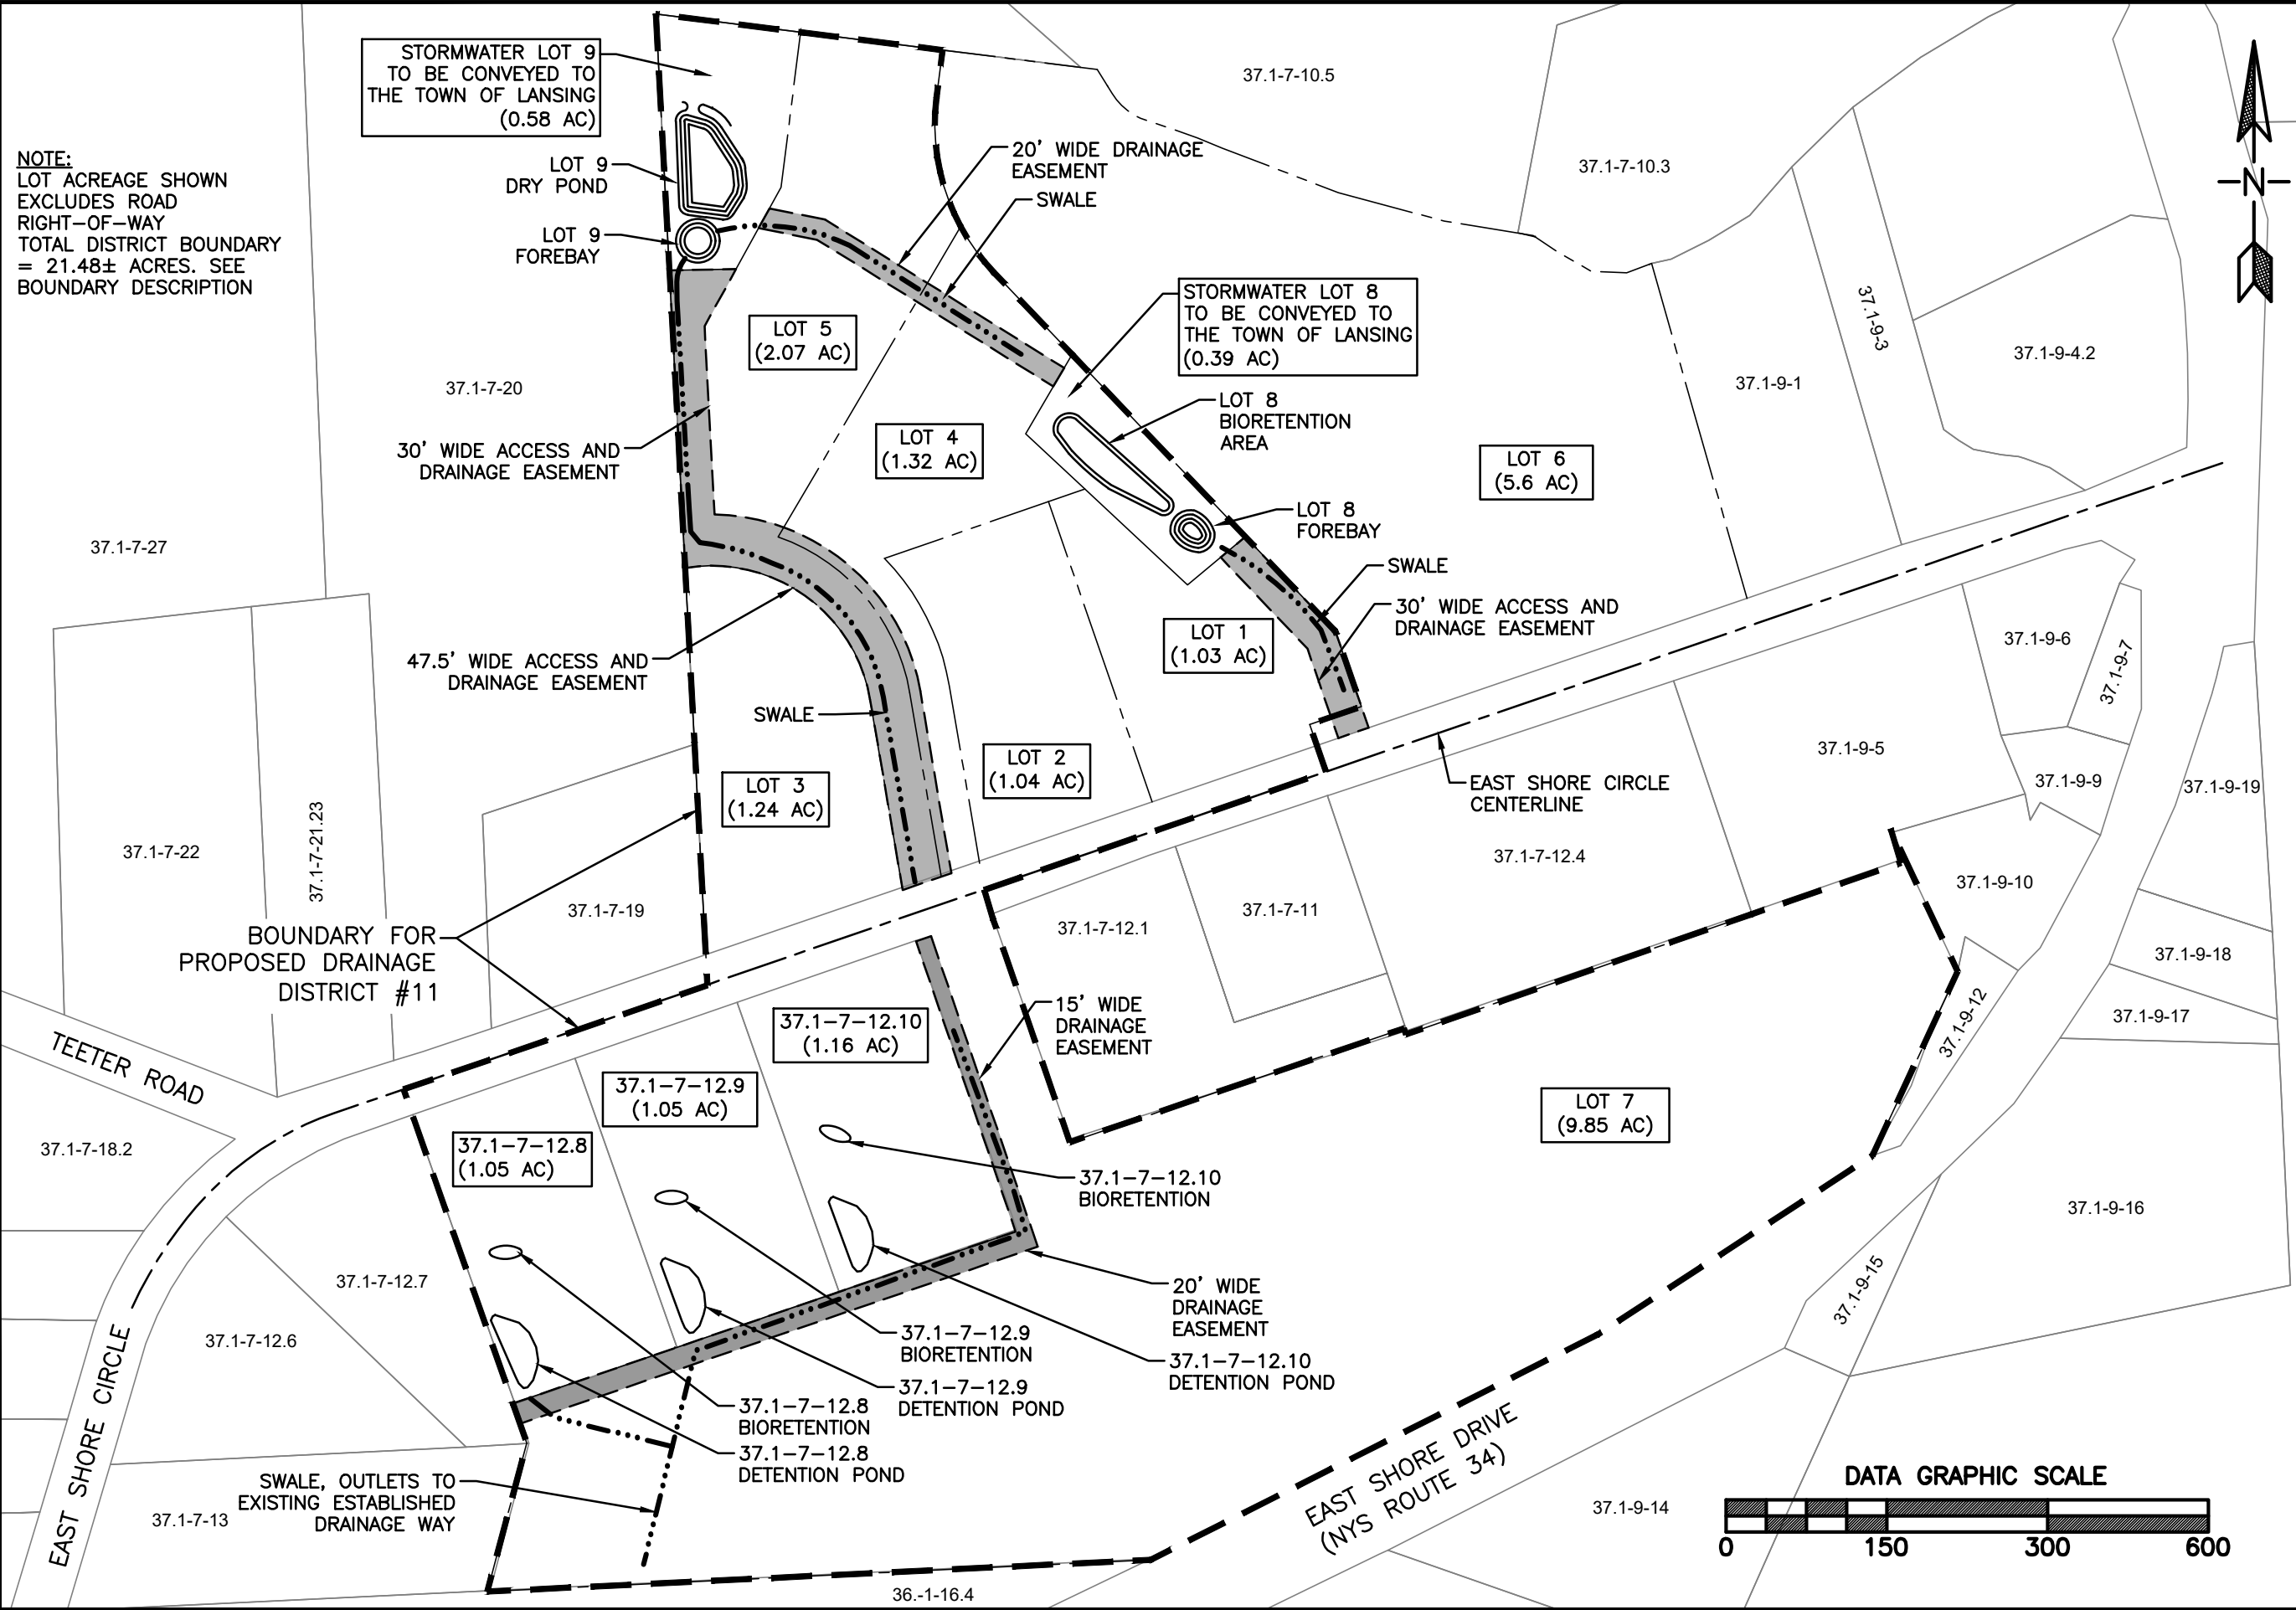 STORMWATER LOT 9
TO BE CONVEYED TO
THE TOWN OF LANSING
(0.58 AC)
NOTE:
LOT ACREAGE SHOWN
EXCLUDES ROAD
RIGHT-OF-WAY
TOTAL DISTRICT BOUNDARY
= 21.48± ACRES. SEE
BOUNDARY DESCRIPTION
LOT 9
DRY POND
LOT 9
FOREBAY
20' WIDE DRAINAGE
EASEMENT
SWALE
37.1-7-10.5
37.1-7-10.3
N
STORMWATER LOT 8
TO BE CONVEYED TO
THE TOWN OF LANSING
(0.39 AC)
LOT 5
(2.07 AC)
37.1-7-20
37.1-9-3
37.1-9-4.2
37.1-9-1
LOT 8
BIORETENTION
AREA
30' WIDE ACCESS AND
DRAINAGE EASEMENT
LOT 4
(1.32 AC)
LOT 6
(5.6 AC)
LOT 8
FOREBAY
37.1-7-27
SWALE
30' WIDE ACCESS AND
DRAINAGE EASEMENT
LOT 1
(1.03 AC)
37.1-9-6
37.1-9-7
47.5' WIDE ACCESS AND
DRAINAGE EASEMENT
SWALE
LOT 2
(1.04 AC)
LOT 3
(1.24 AC)
EAST SHORE CIRCLE
CENTERLINE
37.1-9-5
37.1-9-9
37.1-9-19
37.1-7-22
37.1-7-21.23
37.1-7-12.4
37.1-9-10
37.1-7-19
37.1-7-12.1
37.1-7-11
BOUNDARY FOR
PROPOSED DRAINAGE
DISTRICT #11
37.1-9-18
37.1-9-12
37.1-9-17
15' WIDE
DRAINAGE
EASEMENT
37.1-7-12.10
(1.16 AC)
TEETER ROAD
37.1-7-12.9
(1.05 AC)
LOT 7
(9.85 AC)
37.1-7-18.2
37.1-7-12.8
(1.05 AC)
37.1-7-12.10
BIORETENTION
37.1-9-16
37.1-7-12.7
37.1-9-15
20' WIDE
DRAINAGE
EASEMENT
37.1-7-12.6
37.1-7-12.9
BIORETENTION
37.1-7-12.10
DETENTION POND
37.1-7-12.9
DETENTION POND
37.1-7-12.8
BIORETENTION
37.1-7-12.8
DETENTION POND
EAST SHORE CIRCLE
SWALE, OUTLETS TO
EXISTING ESTABLISHED
DRAINAGE WAY
37.1-7-13
EAST SHORE DRIVE
(NYS ROUTE 34)
37.1-9-14
DATA GRAPHIC SCALE
0 150 300 600
36.-1-16.4